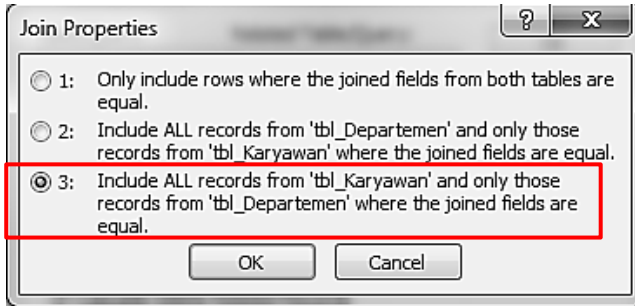 Join Properties
1: Only include rows where the joined fields from both tables are
equal.
2: Include ALL records from 'tbl_Departemen' and only those
records from 'tbl_Karyawan' where the joined fields are equal.
3: Include ALL records from 'tbl_Karyawan' and only those
records from 'tbl_Departemen' where the joined fields are
equal.
OK Cancel